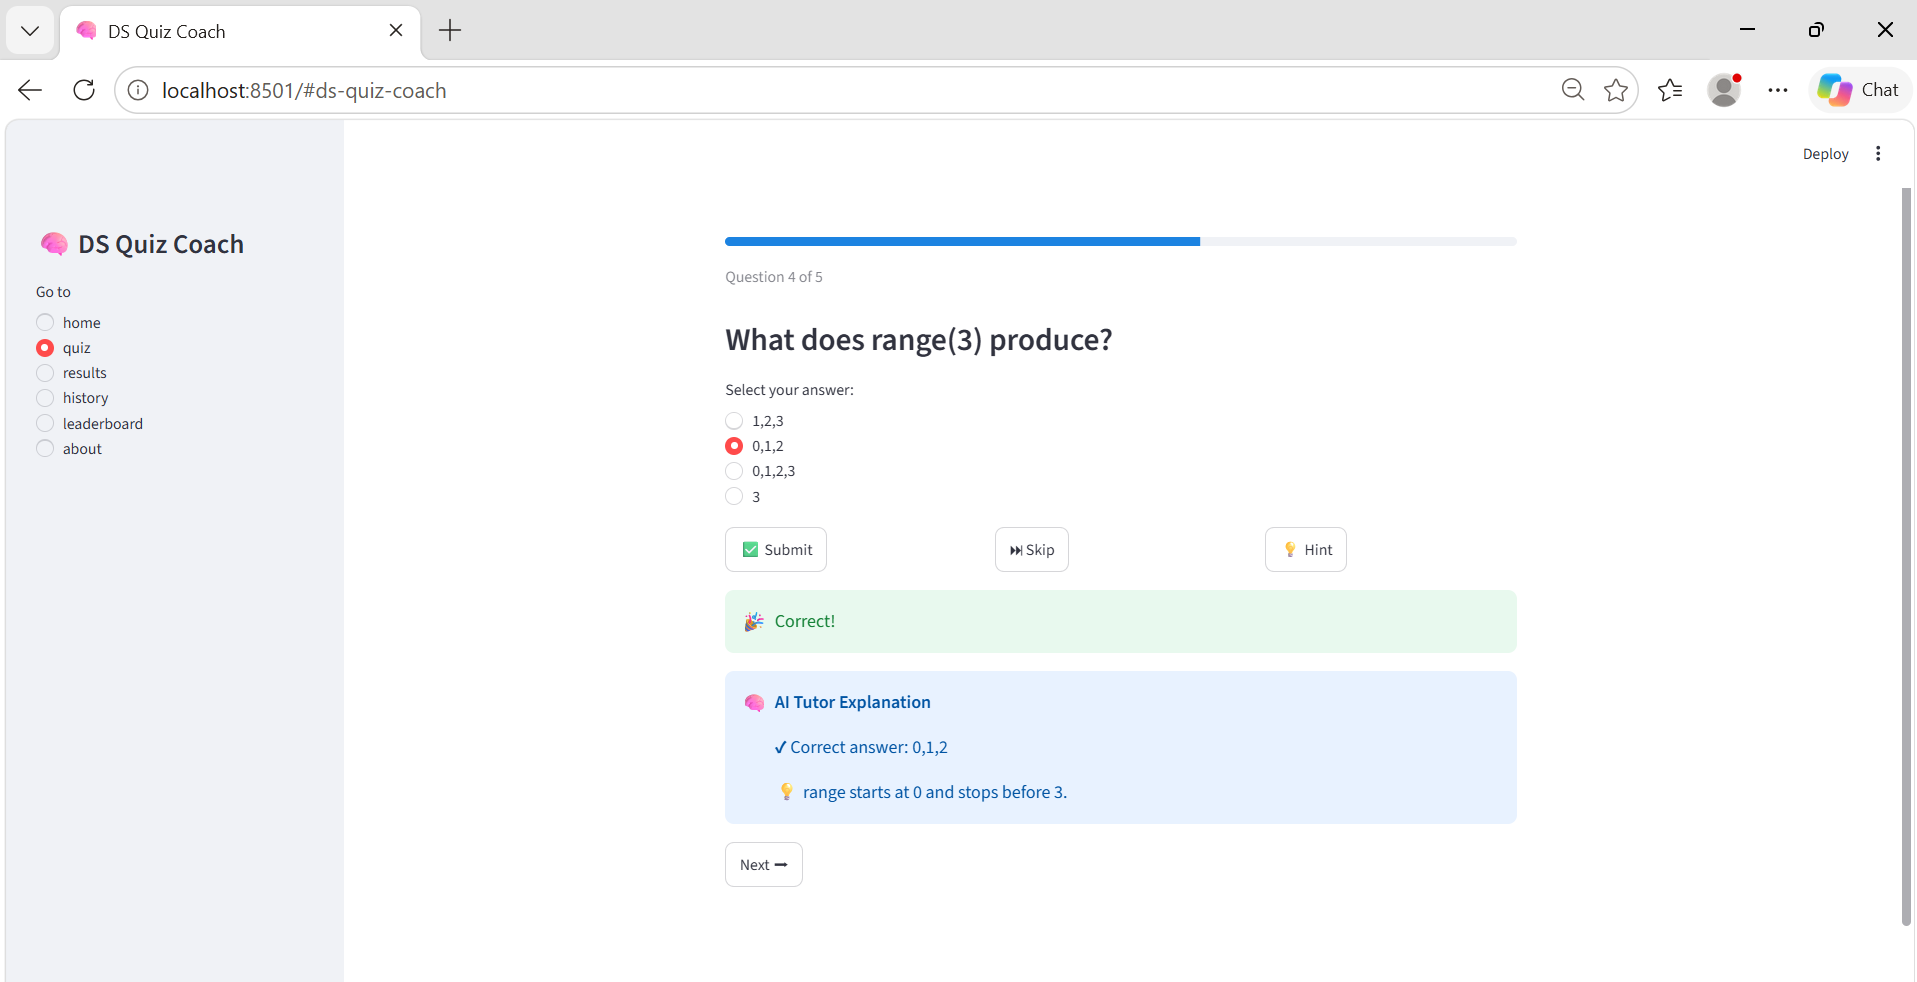 DS Quiz Coach
localhost:8501/#ds-quiz-coach
Chat
Deploy
DS Quiz Coach
Go to
home
quiz
results
history
leaderboard
about
Question 4 of 5
What does range(3) produce?
Select your answer:
1,2,3
0,1,2
0,1,2,3
3
Submit
Skip
Hint
Correct!
AI Tutor Explanation
✔ Correct answer: 0,1,2
range starts at 0 and stops before 3.
Next